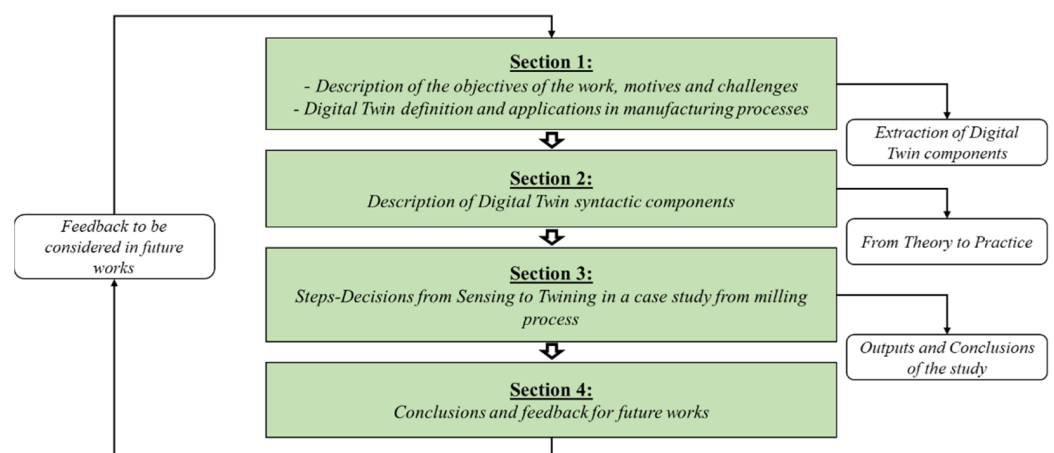 Section 1:
- Description of the objectives of the work, motives and challenges
- Digital Twin definition and applications in manufacturing processes
Extraction of Digital
Twin components
Section 2:
Description of Digital Twin syntactic components
Feedback to be
considered in future
works
From Theory to Practice
Section 3:
Steps-Decisions from Sensing to Twining in a case study from milling
process
Outputs and Conclusions
of the study
Section 4:
Conclusions and feedback for future works